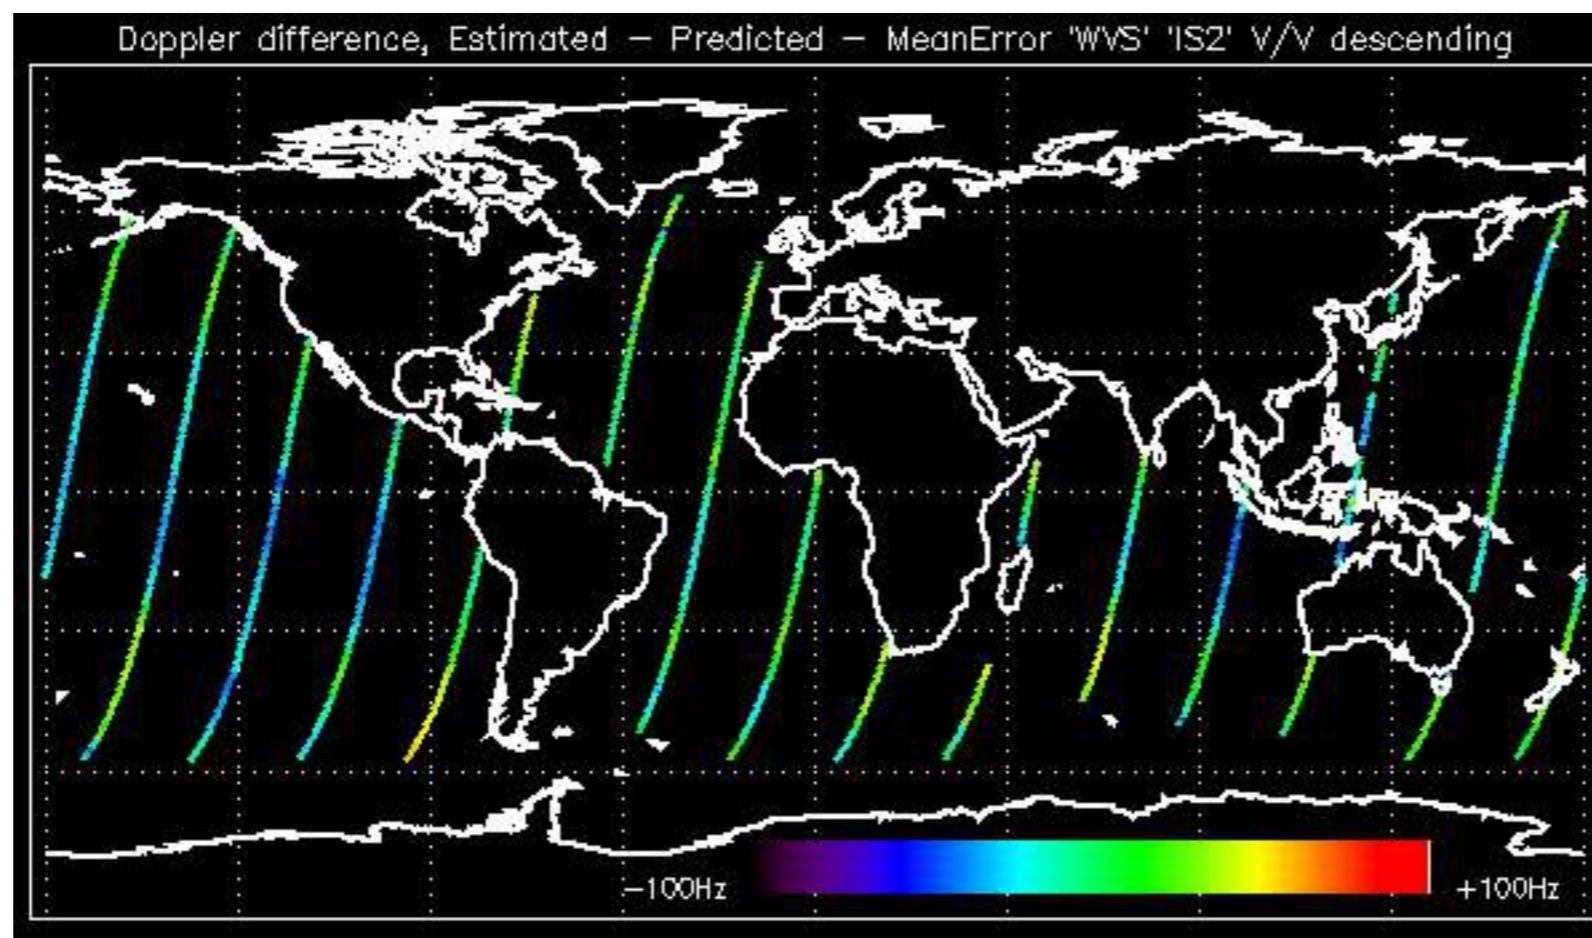 Doppler difference, Estimated – Predicted – MeanError 'WVS' 'IS2' V/V descending
-100Hz +100Hz